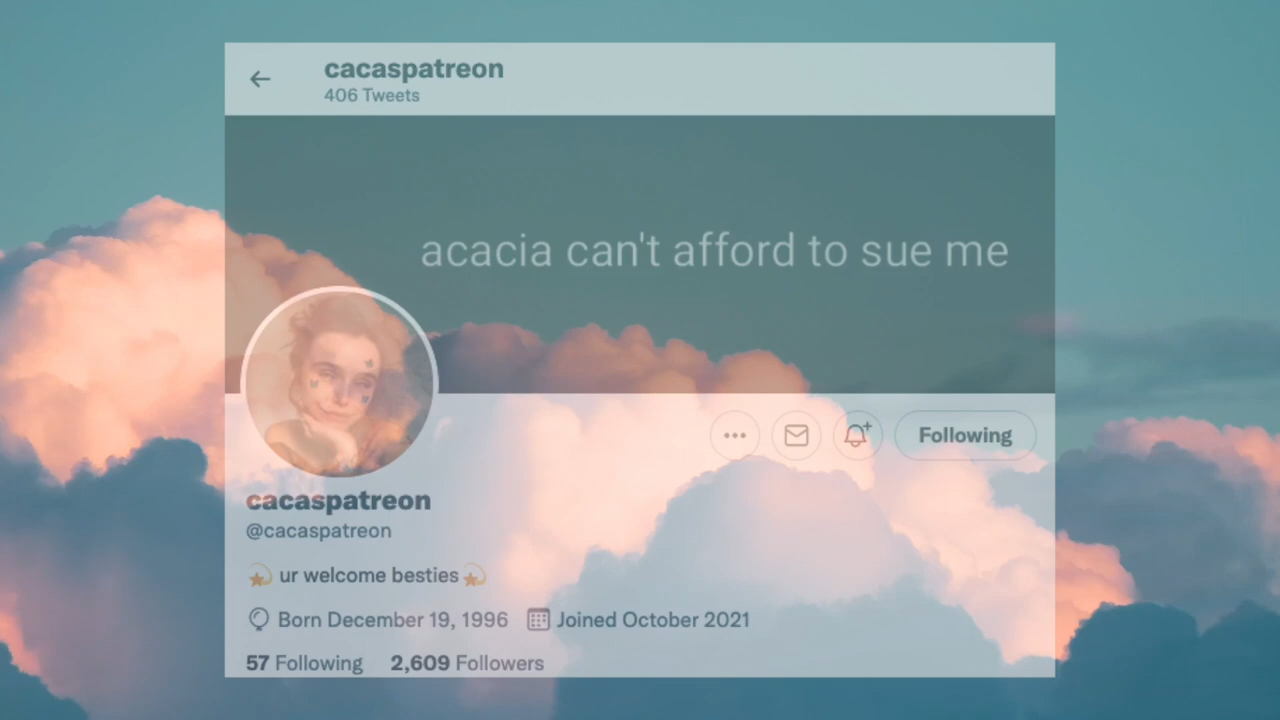 cacaspatreon
406 Tweets
acacia can't afford to sue me
Following
cacaspatreon
@cacaspatreon
💫 ur welcome besties 💫
Born December 19, 1996 Joined October 2021
57 Following 2,609 Followers